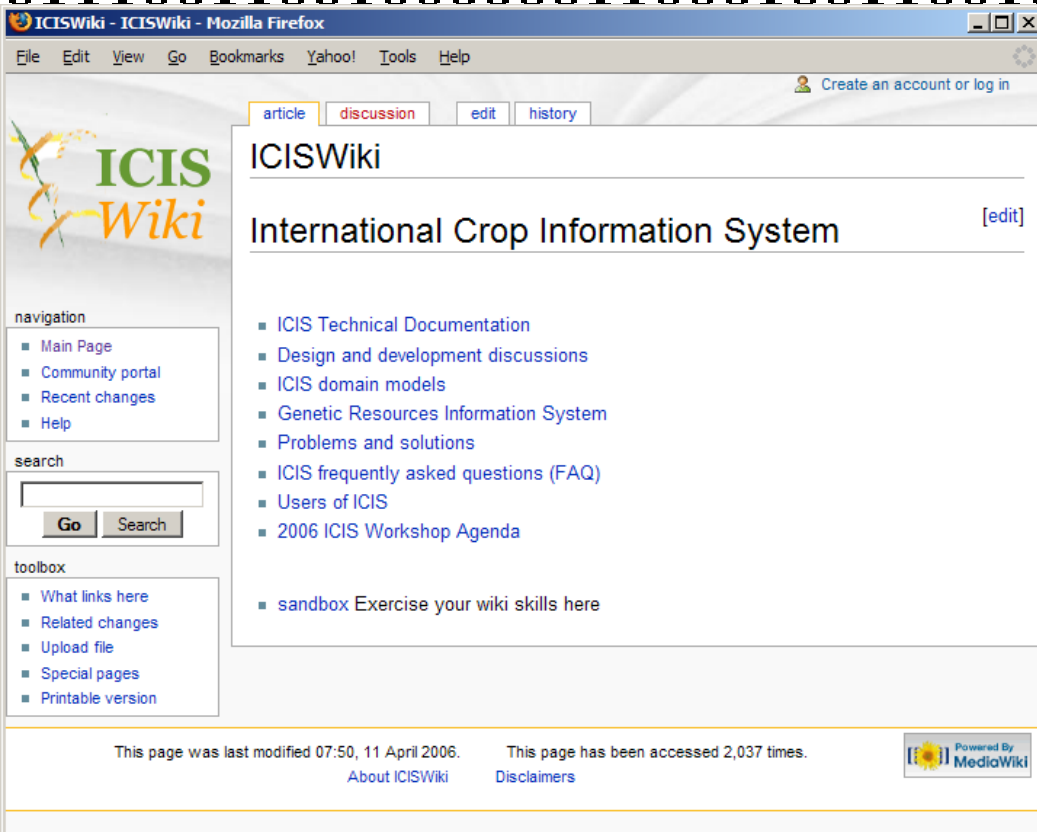 ICISWiki - ICISWiki - Mozilla Firefox
File Edit View Go Bookmarks Yahoo! Tools Help
Create an account or log in
article discussion edit history
ICIS
Wiki
ICISWiki
International Crop Information System [edit]
navigation
Main Page
Community portal
Recent changes
Help
search
Go Search
toolbox
What links here
Related changes
Upload file
Special pages
Printable version
ICIS Technical Documentation
Design and development discussions
ICIS domain models
Genetic Resources Information System
Problems and solutions
ICIS frequently asked questions (FAQ)
Users of ICIS
2006 ICIS Workshop Agenda
sandbox Exercise your wiki skills here
This page was last modified 07:50, 11 April 2006. This page has been accessed 2,037 times.
About ICISWiki Disclaimers
Powered By
MediaWiki